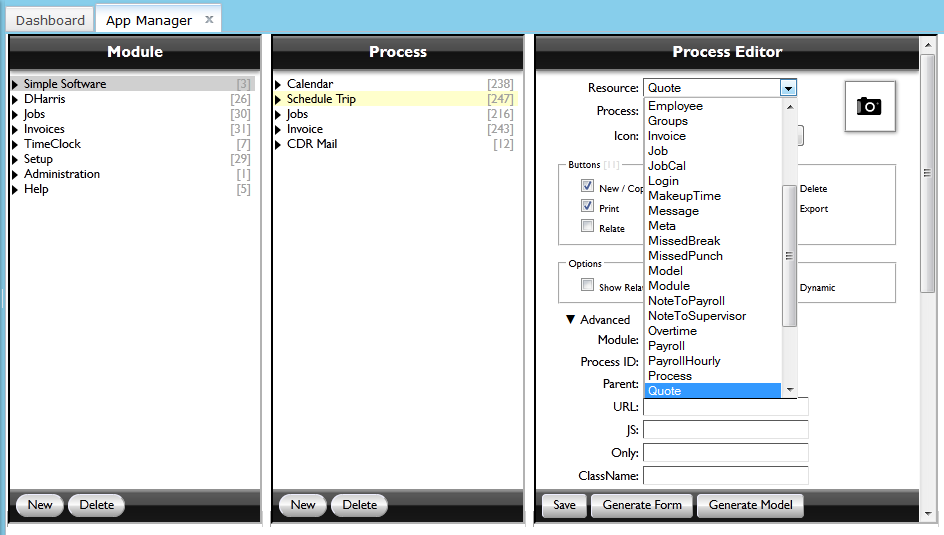 Dashboard
App Manager x
Module
Simple Software [3]
DHarris [26]
Jobs [30]
Invoices [31]
TimeClock [7]
Setup [29]
Administration [1]
Help [5]
New Delete
Process
Calendar [238]
Schedule Trip [247]
Jobs [216]
Invoice [243]
CDR Mail [12]
New Delete
Process Editor
Resource: Quote
Process:
Icon:
Employee
Groups
Invoice
Job
JobCal
Login
MakeupTime
Message
Meta
MissedBreak
MissedPunch
Model
Module
NoteToPayroll
NoteToSupervisor
Overtime
Payroll
PayrollHourly
Process
Quote
Buttons [11]
New / Cop
Delete
Print
Export
Relate
Options
Show Rela
Dynamic
▼ Advanced
Module:
Process ID:
Parent:
URL:
JS:
Only:
ClassName:
Save Generate Form Generate Model